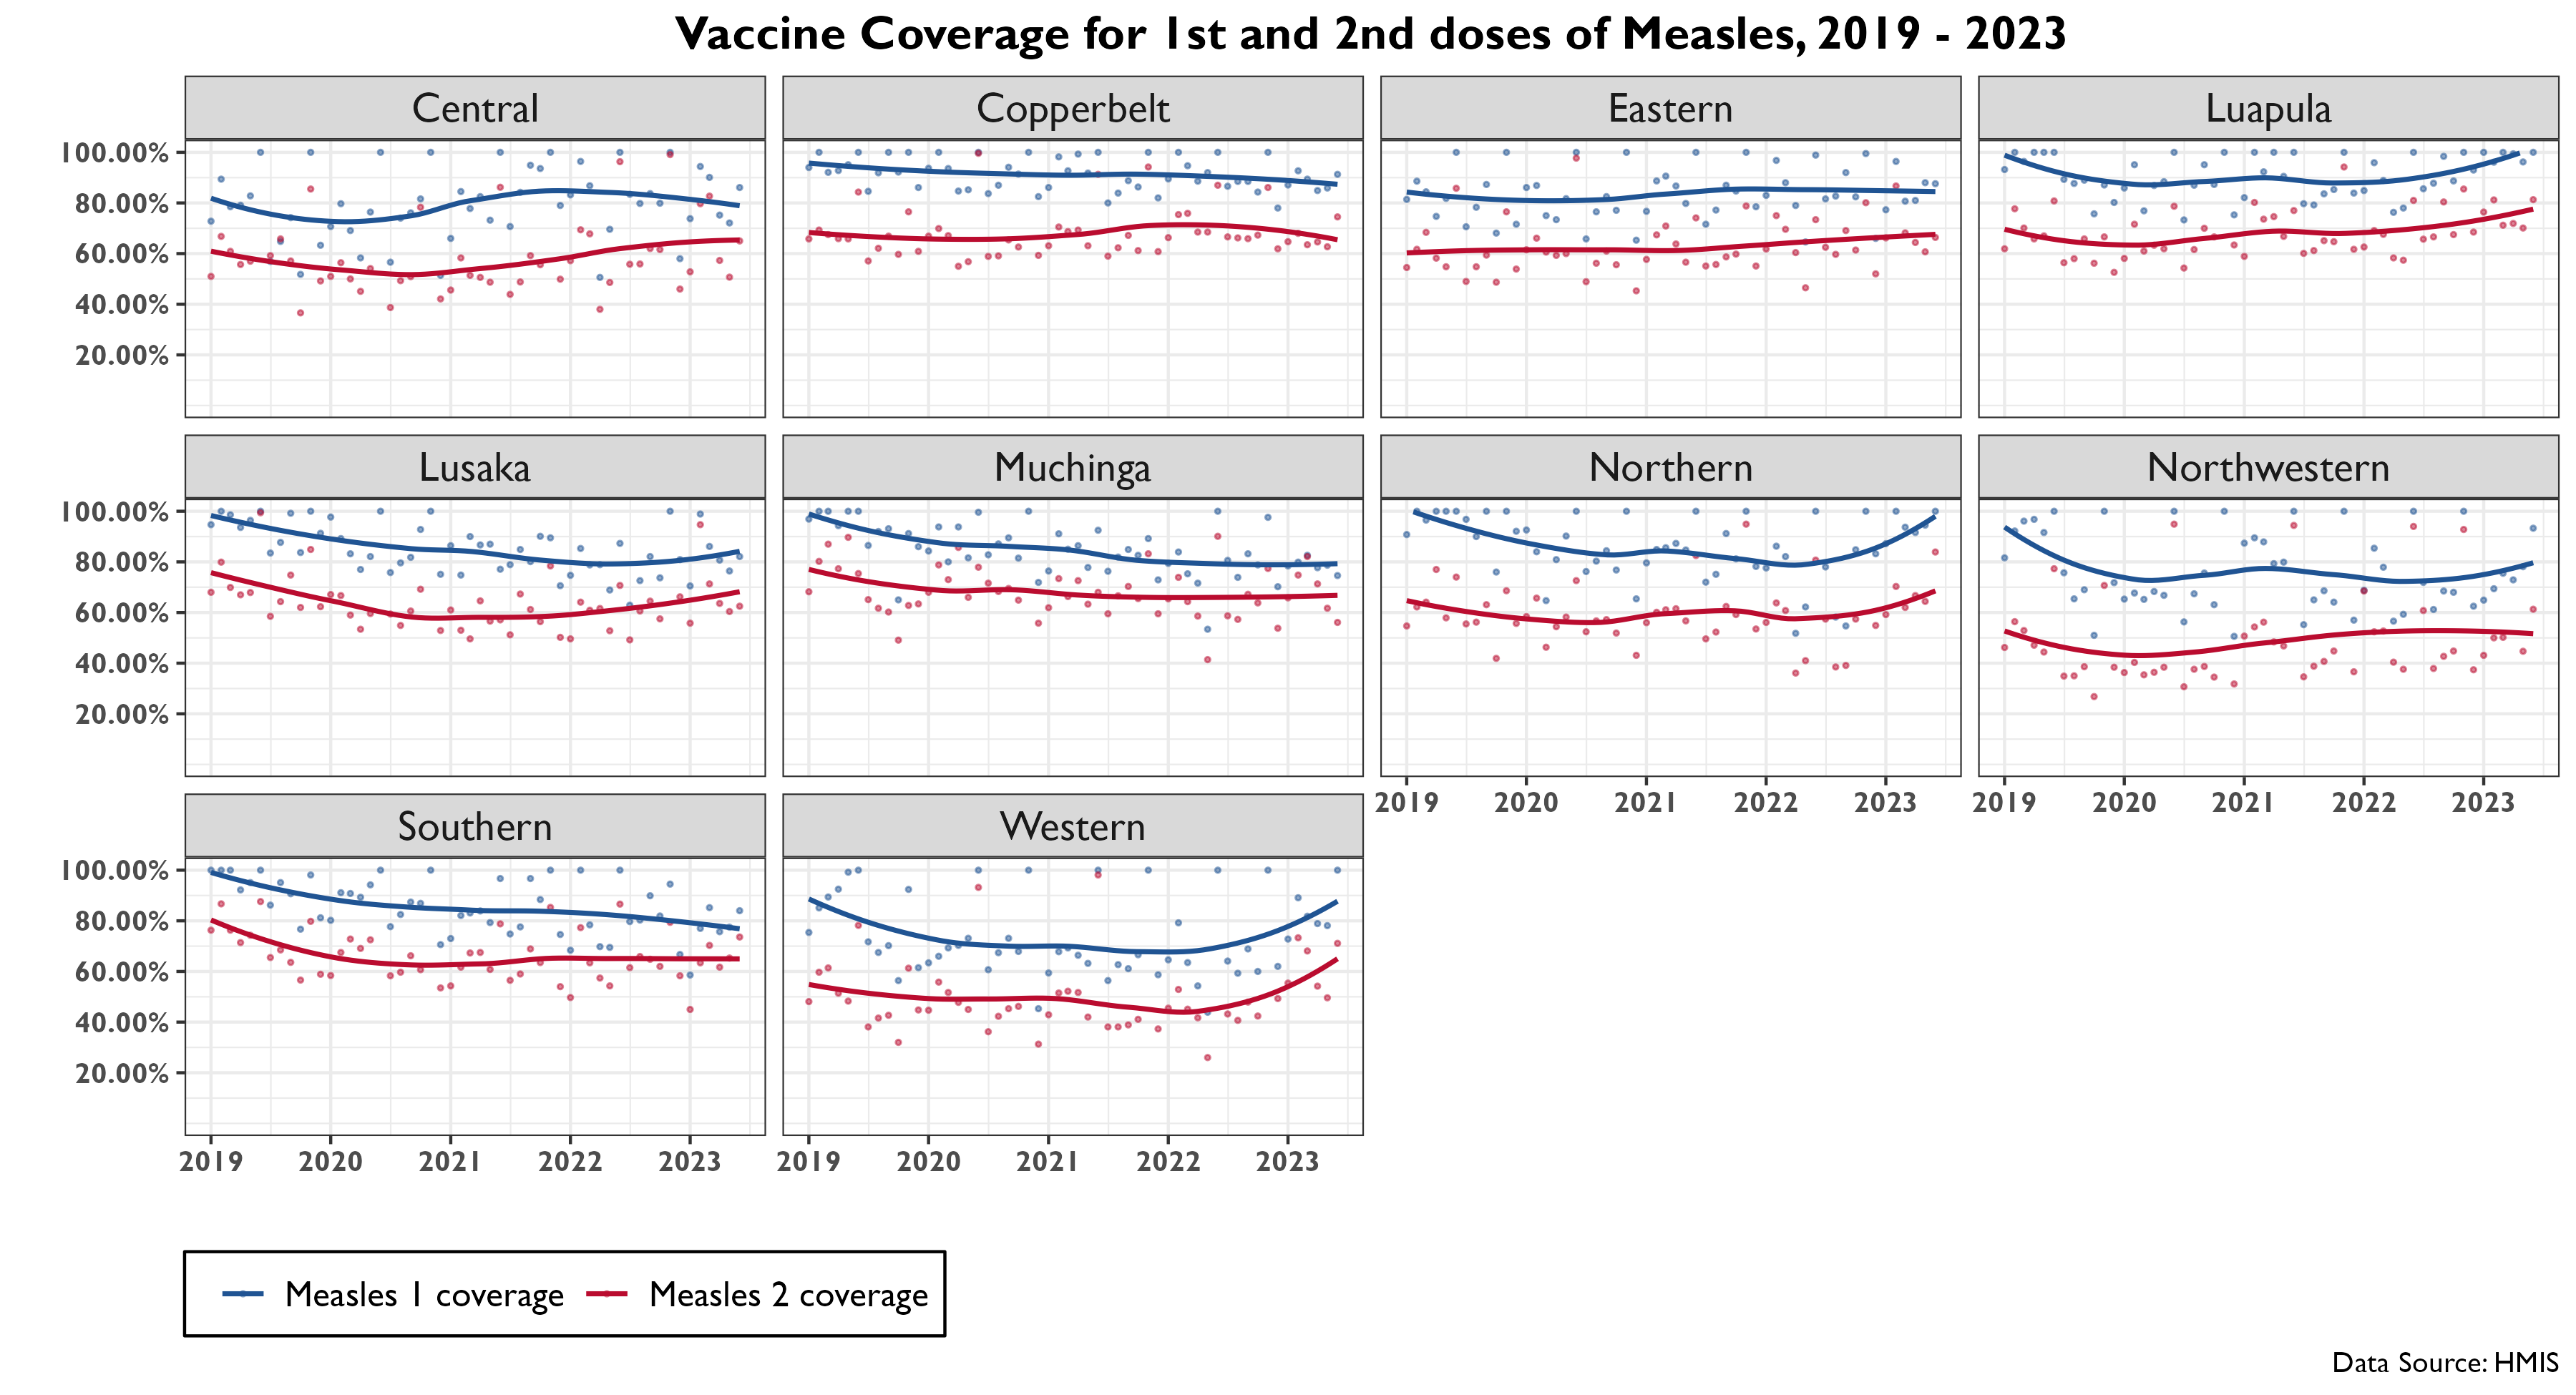 Vaccine Coverage for 1st and 2nd doses of Measles, 2019 - 2023
Central
Copperbelt
Eastern
Luapula
100.00%
80.00%
60.00%
40.00%
20.00%
Lusaka
Muchinga
Northern
Northwestern
100.00%
80.00%
60.00%
40.00%
20.00%
2019 2020 2021 2022 2023
2019 2020 2021 2022 2023
Southern
Western
100.00%
80.00%
60.00%
40.00%
20.00%
2019 2020 2021 2022 2023
2019 2020 2021 2022 2023
Measles 1 coverage
Measles 2 coverage
Data Source: HMIS